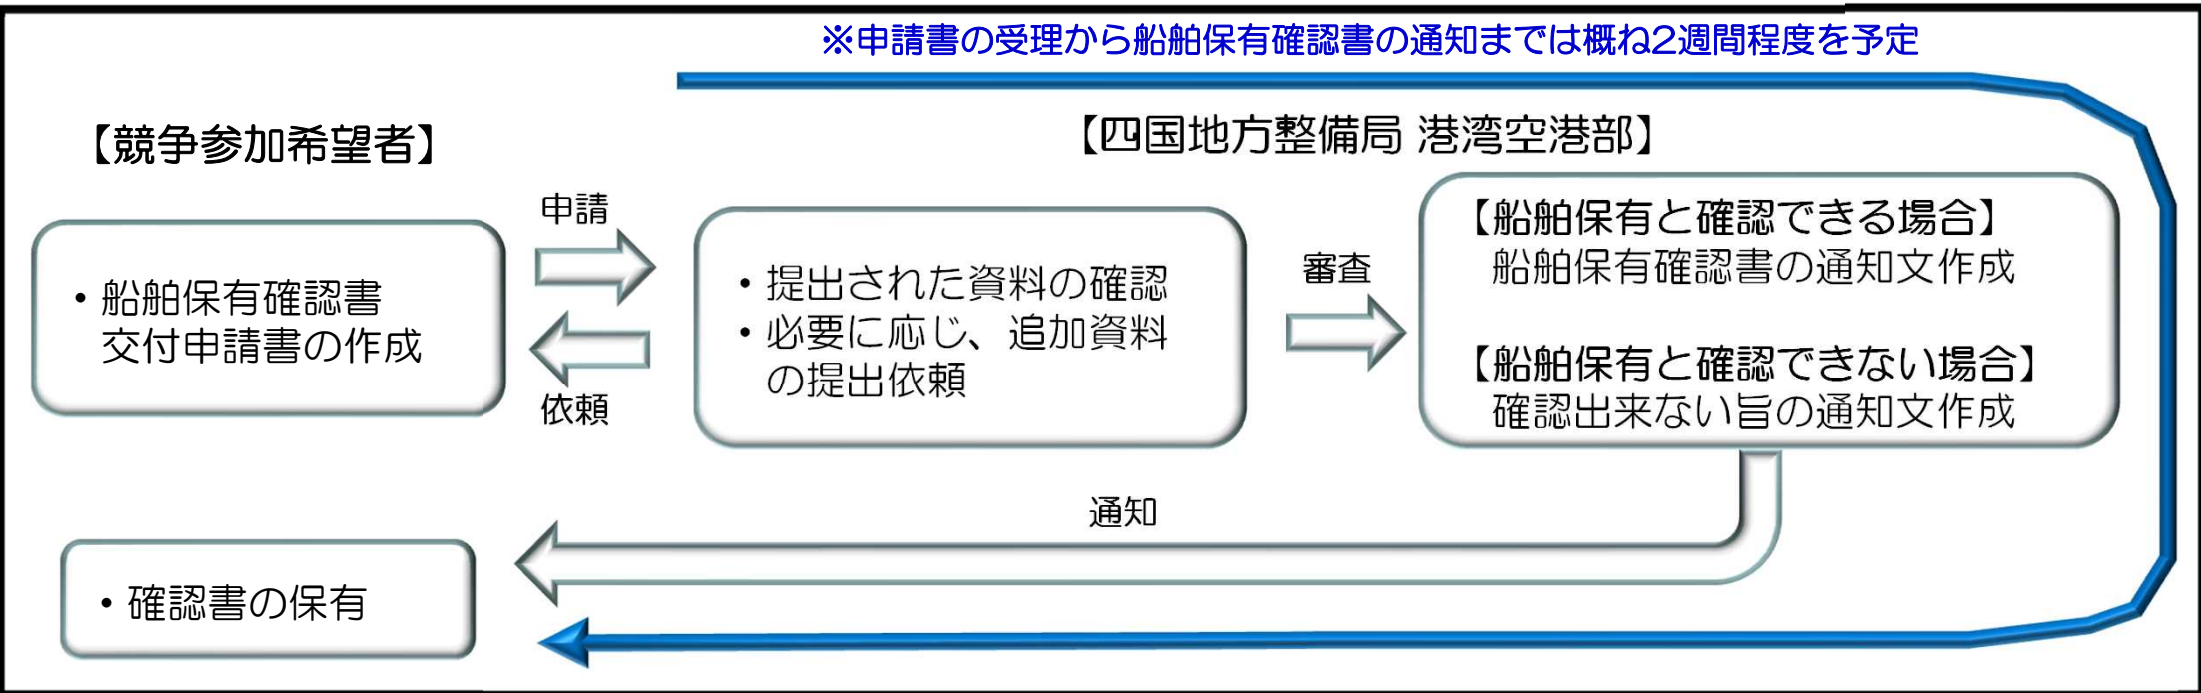 ※申請書の受理から船舶保有確認書の通知までは概ね2週間程度を予定
【競争参加希望者】
【四国地方整備局 港湾空港部】
・船舶保有確認書
交付申請書の作成
申請
依頼
・提出された資料の確認
・必要に応じ、追加資料
の提出依頼
審査
【船舶保有と確認できる場合】
船舶保有確認書の通知文作成
【船舶保有と確認できない場合】
確認出来ない旨の通知文作成
通知
・確認書の保有